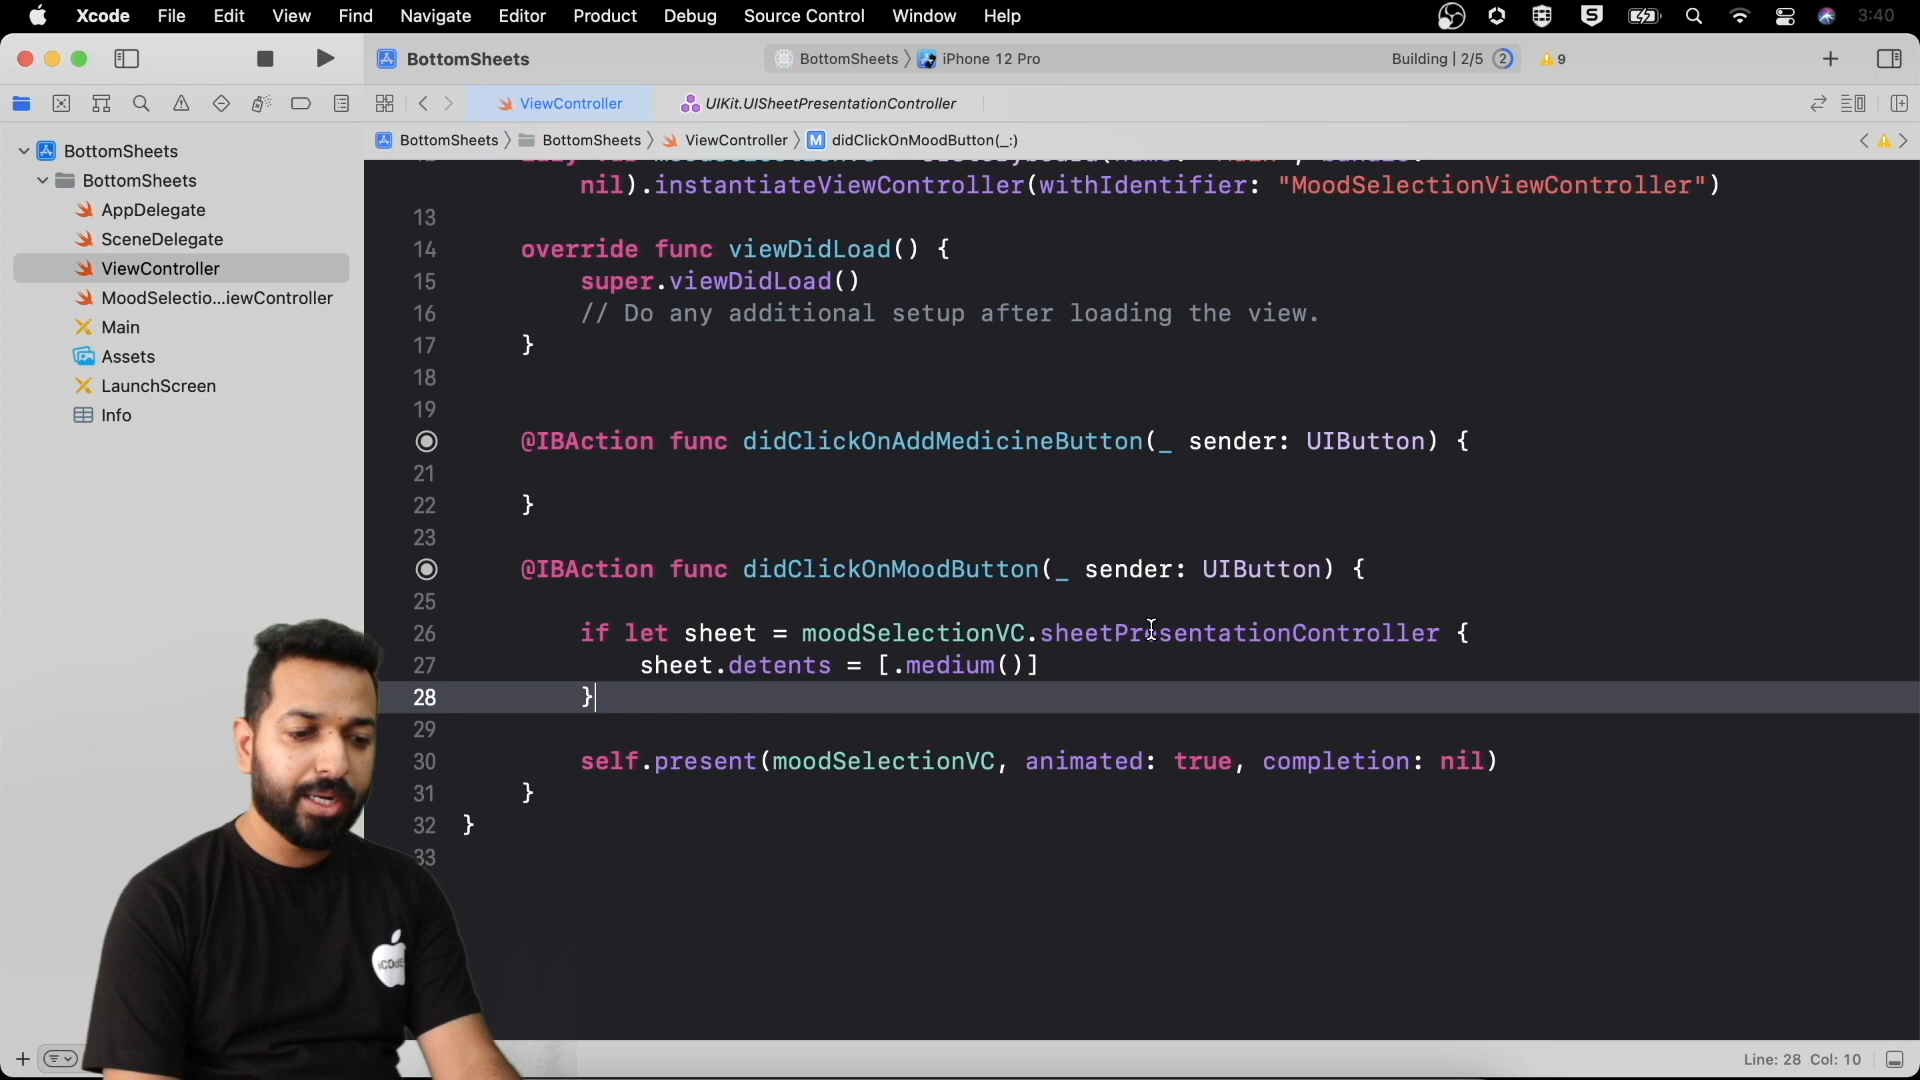 Xcode File Edit View Find Navigate Editor Product Debug Source Control Window Help 3:40
BottomSheets BottomSheets iPhone 12 Pro Building | 2/5 2 9
ViewController UIKit.UISheetPresentationController
BottomSheets BottomSheets ViewController M didClickOnMoodButton(_:)
BottomSheets
BottomSheets
AppDelegate
SceneDelegate
ViewController
MoodSelectio...iewController
Main
Assets
LaunchScreen
Info
nil).instantiateViewController(withIdentifier: "MoodSelectionViewController")
13
14 override func viewDidLoad() {
15 super.viewDidLoad()
16 // Do any additional setup after loading the view.
17 }
18
19
@IBAction func didClickOnAddMedicineButton(_ sender: UIButton) {
21
22 }
23
@IBAction func didClickOnMoodButton(_ sender: UIButton) {
25
26 if let sheet = moodSelectionVC.sheetPresentationController {
27 sheet.detents = [.medium()]
28 }
29
30 self.present(moodSelectionVC, animated: true, completion: nil)
31 }
32 }
33
Line: 28 Col: 10